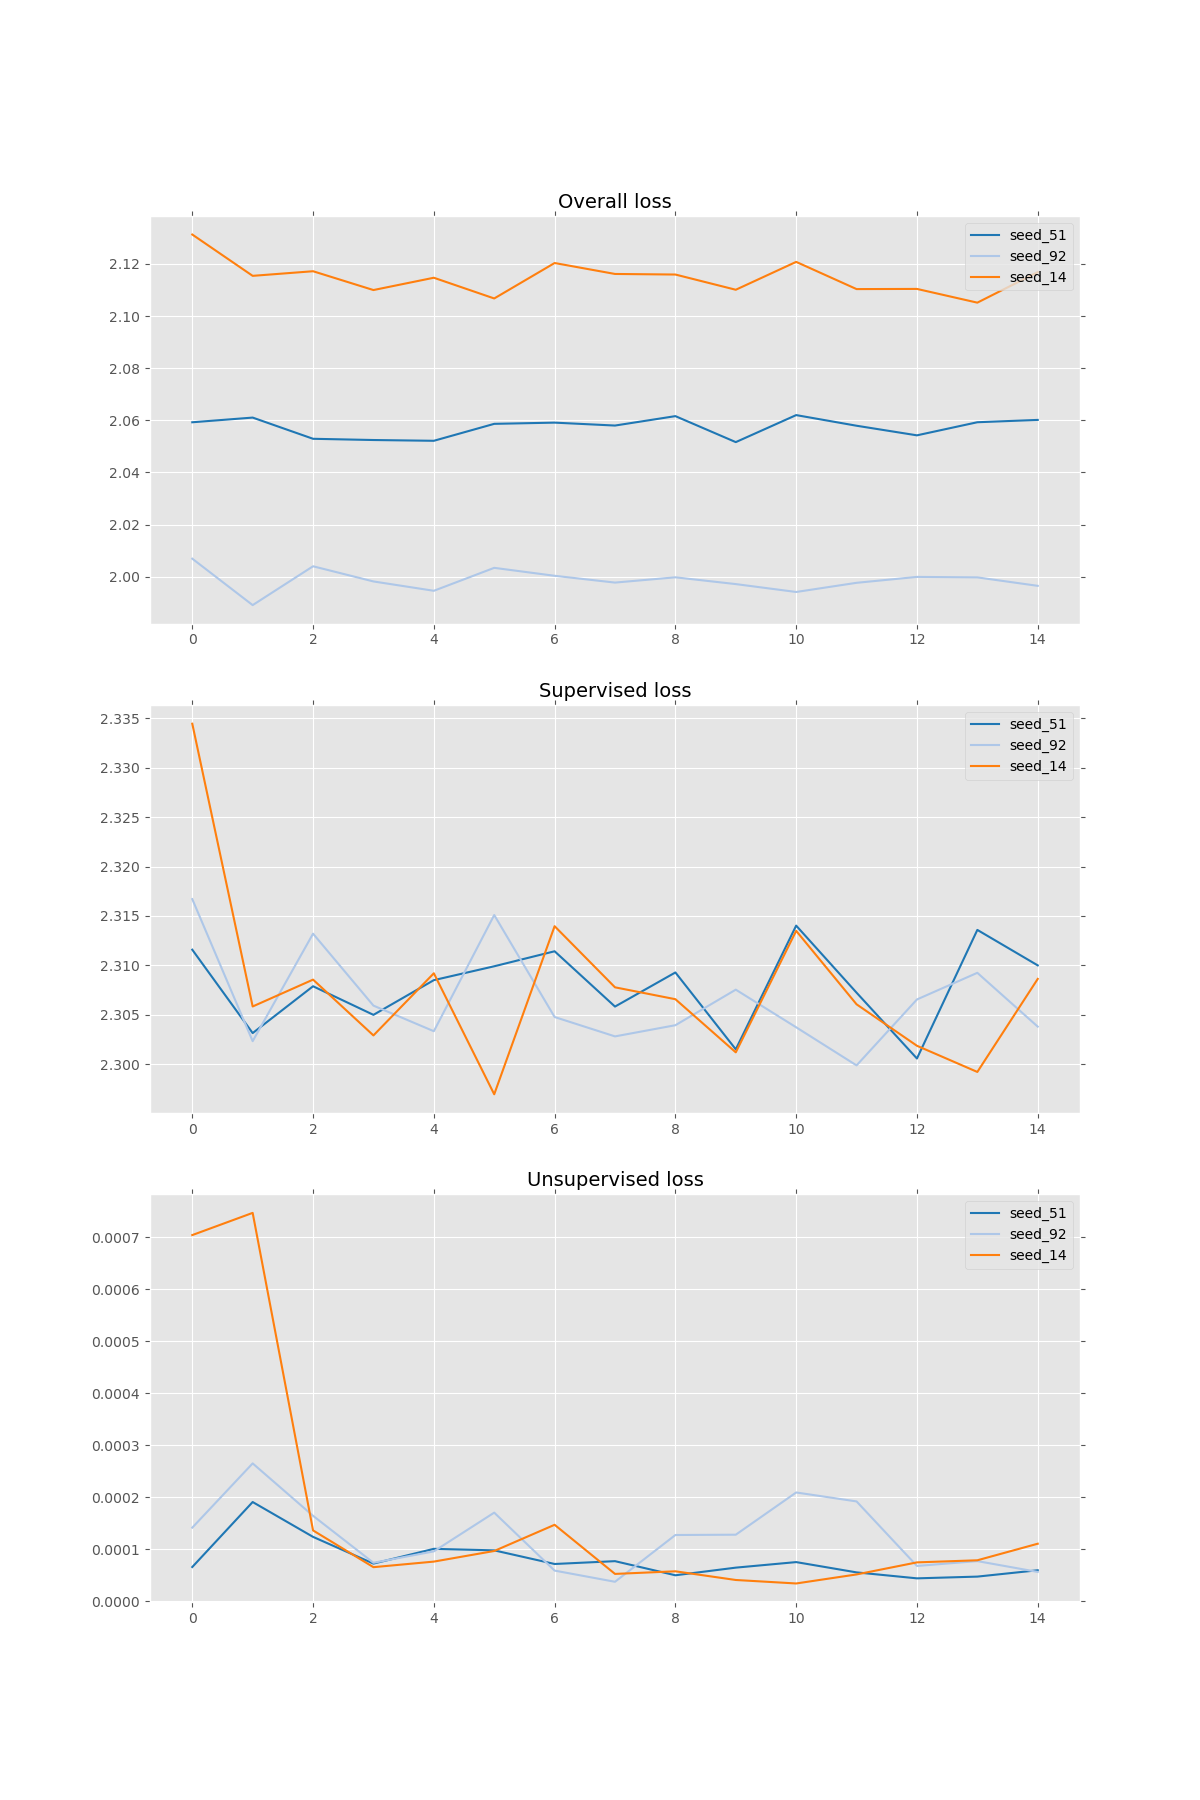 Overall loss
seed_51
seed_92
seed_14
2.12
2.10
2.08
2.06
2.04
2.02
2.00
0 2 4 6 8 10 12 14
Supervised loss
seed_51
seed_92
seed_14
2.335
2.330
2.325
2.320
2.315
2.310
2.305
2.300
0 2 4 6 8 10 12 14
Unsupervised loss
seed_51
seed_92
seed_14
0.0007
0.0006
0.0005
0.0004
0.0003
0.0002
0.0001
0.0000
0 2 4 6 8 10 12 14